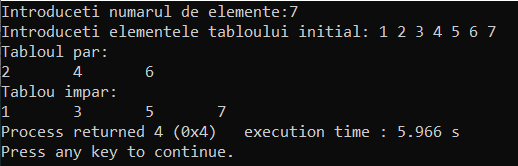 Introduceti numarul de elemente:7
Introduceti elementele tabloului initial: 1 2 3 4 5 6 7
Tabloul par:
2       4       6
Tablou impar:
1       3       5       7
Process returned 4 (0x4)   execution time : 5.966 s
Press any key to continue.